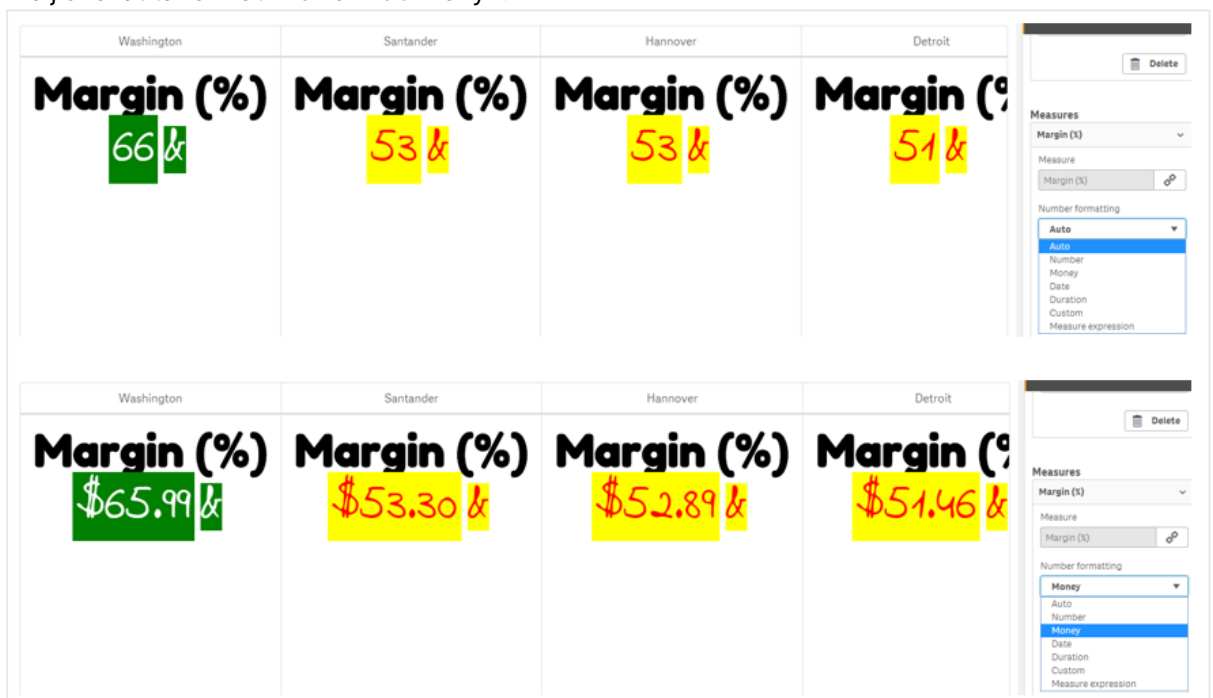 Washington Santander Hannover Detroit
Delete
Margin (%) Margin (%) Margin (%) Margin (%
66 & 53 & 53 & 51 &
Measures
Margin (%)
Measure
Margin (%)
Number formatting
Auto
Auto
Number
Money
Date
Duration
Custom
Measure expression
Washington Santander Hannover Detroit
Delete
Margin (%) Margin (%) Margin (%) Margin (%
$65.99 & $53.30 & $52.89 & $51.46 &
Measures
Margin (%)
Measure
Margin (%)
Number formatting
Money
Auto
Number
Money
Date
Duration
Custom
Measure expression